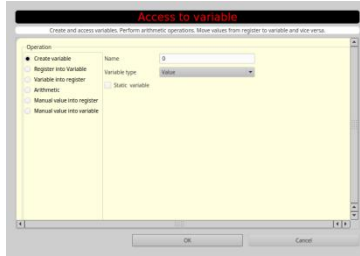 Access to variable
Create and access variables. Perform arithmetic operations. Move values from register to variable and vice versa.
Operation
Create variable
Register into Variable
Variable into register
Arithmetic
Manual value into register
Manual value into variable
Name
0
Variable type
Value
Static variable
OK
Cancel